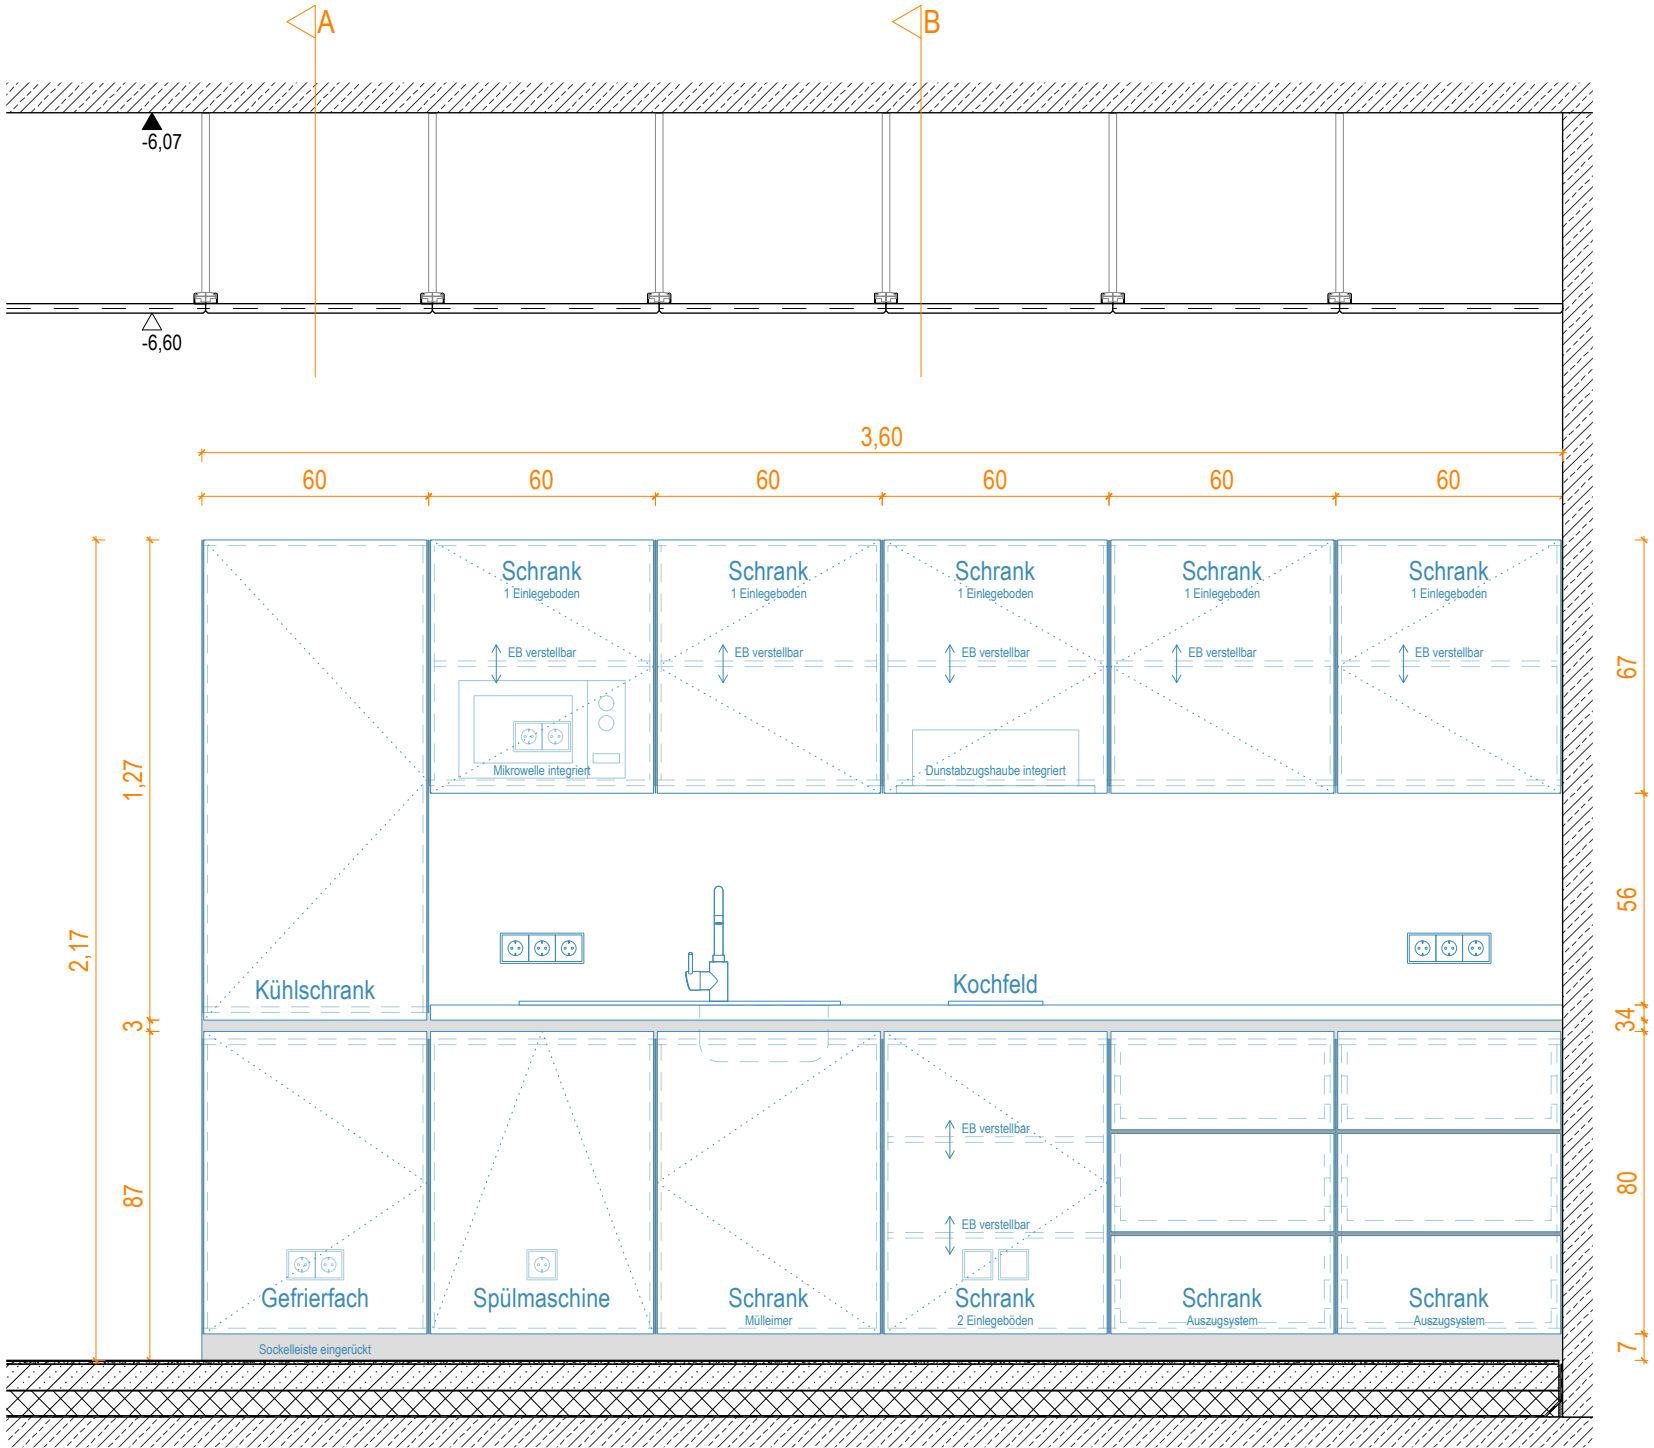 A
B
-6,07
-6,60
3,60
60
60
60
60
60
60
Schrank
1 Einlegeboden
Schrank
1 Einlegeboden
Schrank
1 Einlegeboden
Schrank
1 Einlegeboden
Schrank
1 Einlegeboden
EB verstellbar
EB verstellbar
EB verstellbar
EB verstellbar
EB verstellbar
67
Mikrowelle integriert
Dunstabzugshaube integriert
1,27
56
2,17
Kühlschrank
Kochfeld
3
34
EB verstellbar
87
80
EB verstellbar
Gefrierfach
Spülmaschine
Schrank
Mülleimer
Schrank
2 Einlegeböden
Schrank
Auszugsystem
Schrank
Auszugsystem
Sockelleiste eingerückt
7